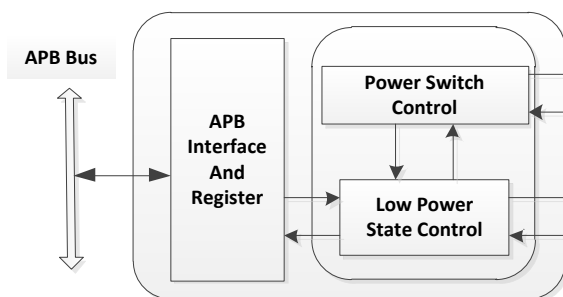 APB Bus
APB
Interface
And
Register
Power Switch
Control
Low Power
State Control